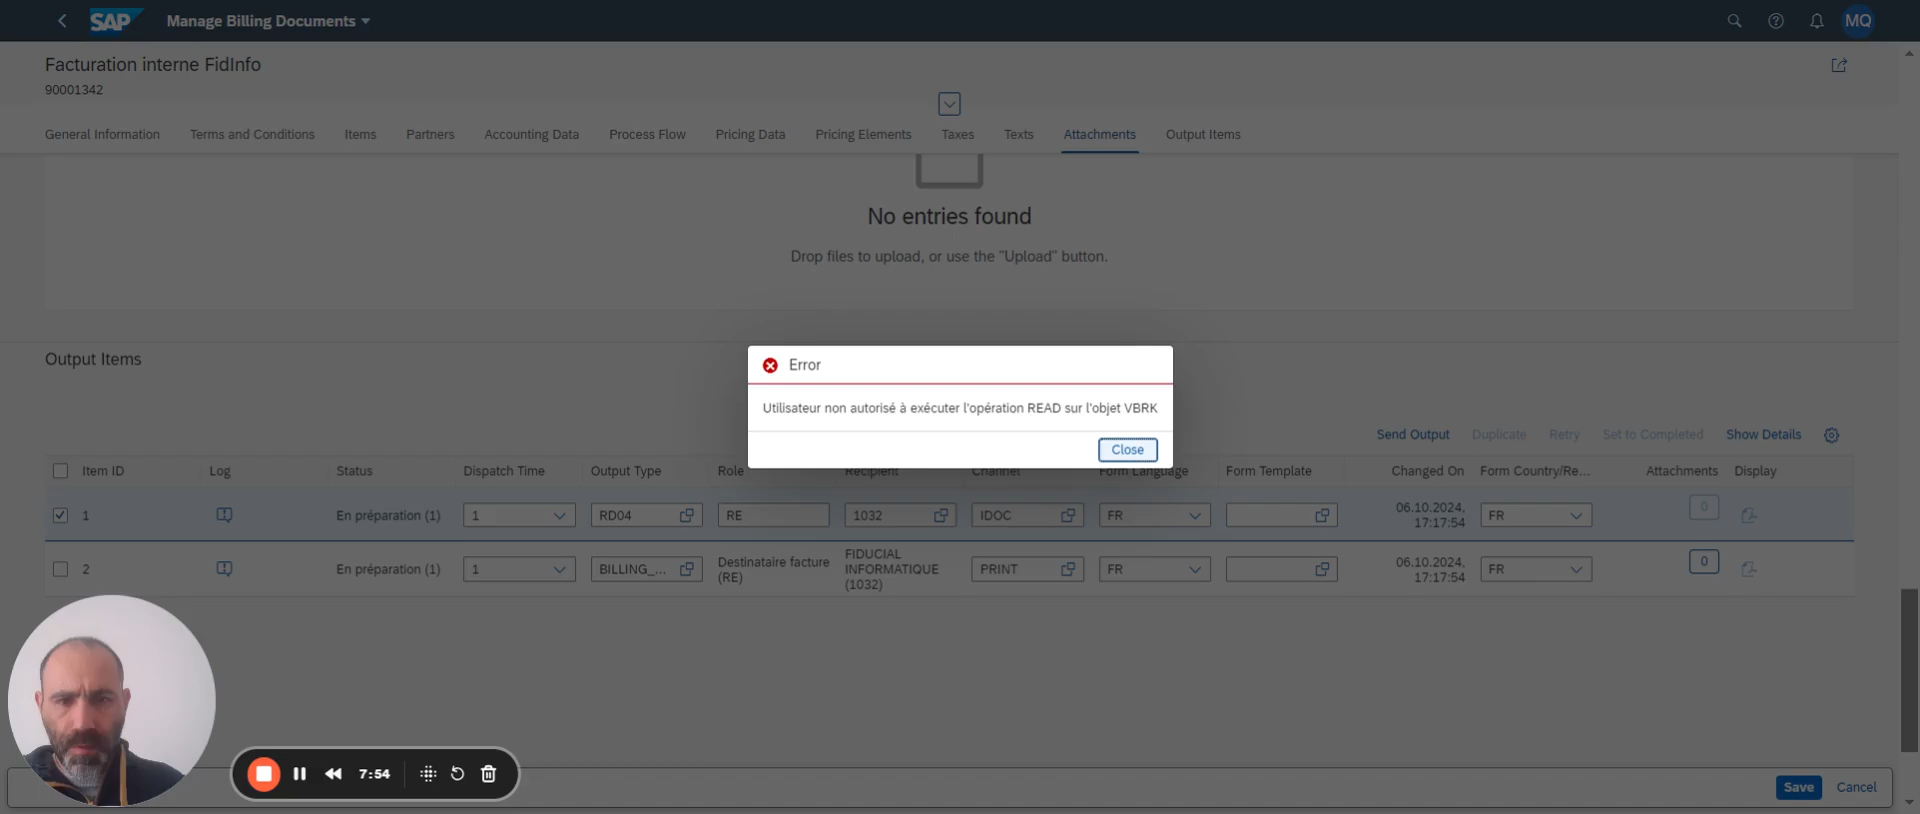 SAP Manage Billing Documents MQ
Facturation interne FidInfo
90001342
General Information Terms and Conditions Items Partners Accounting Data Process Flow Pricing Data Pricing Elements Taxes Texts Attachments Output Items
No entries found
Drop files to upload, or use the "Upload" button.
Output Items
Error
Utilisateur non autorisé à exécuter l'opération READ sur l'objet VBRK
Close
Send Output Duplicate Retry Set to Completed Show Details
Item ID Log Status Dispatch Time Output Type Role Recipient Channel Form Language Form Template Changed On Form Country/Re... Attachments Display
1 En préparation (1) 1 RD04 RE 1032 IDOC FR 06.10.2024, 17:17:54 FR 0
2 En préparation (1) 1 BILLING_... Destinataire facture (RE) FIDUCIAL INFORMATIQUE (1032) PRINT FR 06.10.2024, 17:17:54 FR 0
7:54
Save Cancel